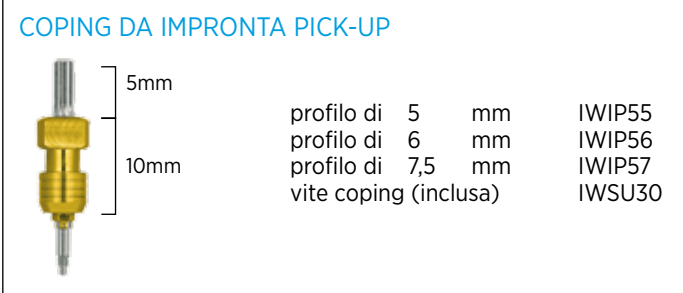 COPING DA IMPRONTA PICK-UP
5mm
10mm
profilo di 5 mm IWIP55
profilo di 6 mm IWIP56
profilo di 7,5 mm IWIP57
vite coping (inclusa) IWSU30